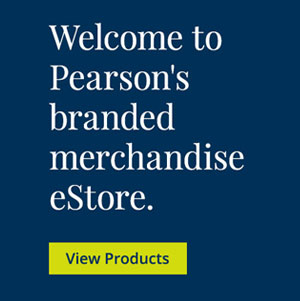 Welcome to
Pearson's
branded
merchandise
eStore.
View Products